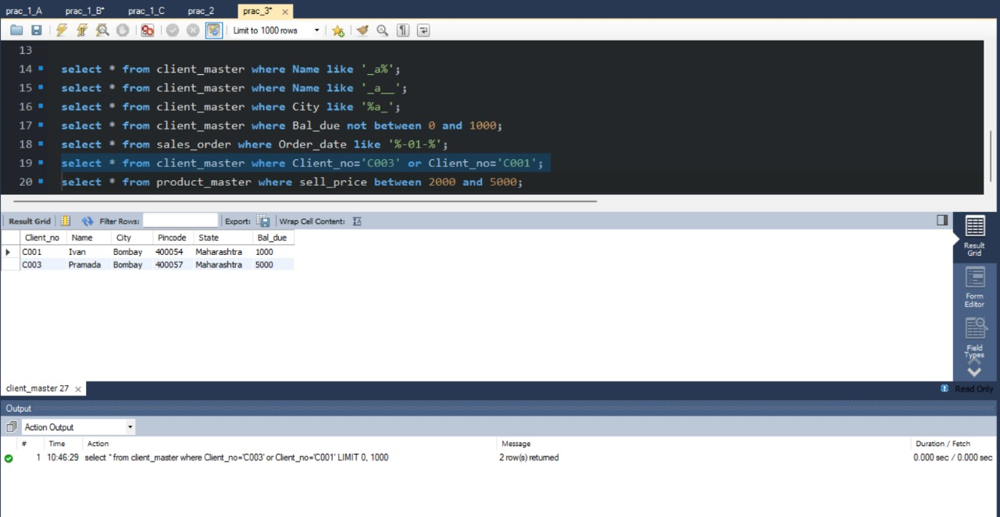 prac_1_A prac_1_B* prac_1_C prac_2 prac_3* ×
Limit to 1000 rows
13
14 select * from client_master where Name like '_a%';
15 select * from client_master where Name like '_a__';
16 select * from client_master where City like '%a_';
17 select * from client_master where Bal_due not between 0 and 1000;
18 select * from sales_order where Order_date like '%-01-%';
19 select * from client_master where Client_no='C003' or Client_no='C001';
20 select * from product_master where sell_price between 2000 and 5000;
Result Grid Filter Rows: Export: Wrap Cell Content: IA
Client_no Name City Pincode State Bal_due
C001 Ivan Bombay 400054 Maharashtra 1000
C003 Pramada Bombay 400057 Maharashtra 5000
Result
Grid
Form
Editor
Field
Types
client_master 27 ×
Read Only
Output
Action Output
# Time Action Message Duration / Fetch
1 10:46:29 select * from client_master where Client_no='C003' or Client_no='C001' LIMIT 0, 1000 2 row(s) returned 0.000 sec / 0.000 sec